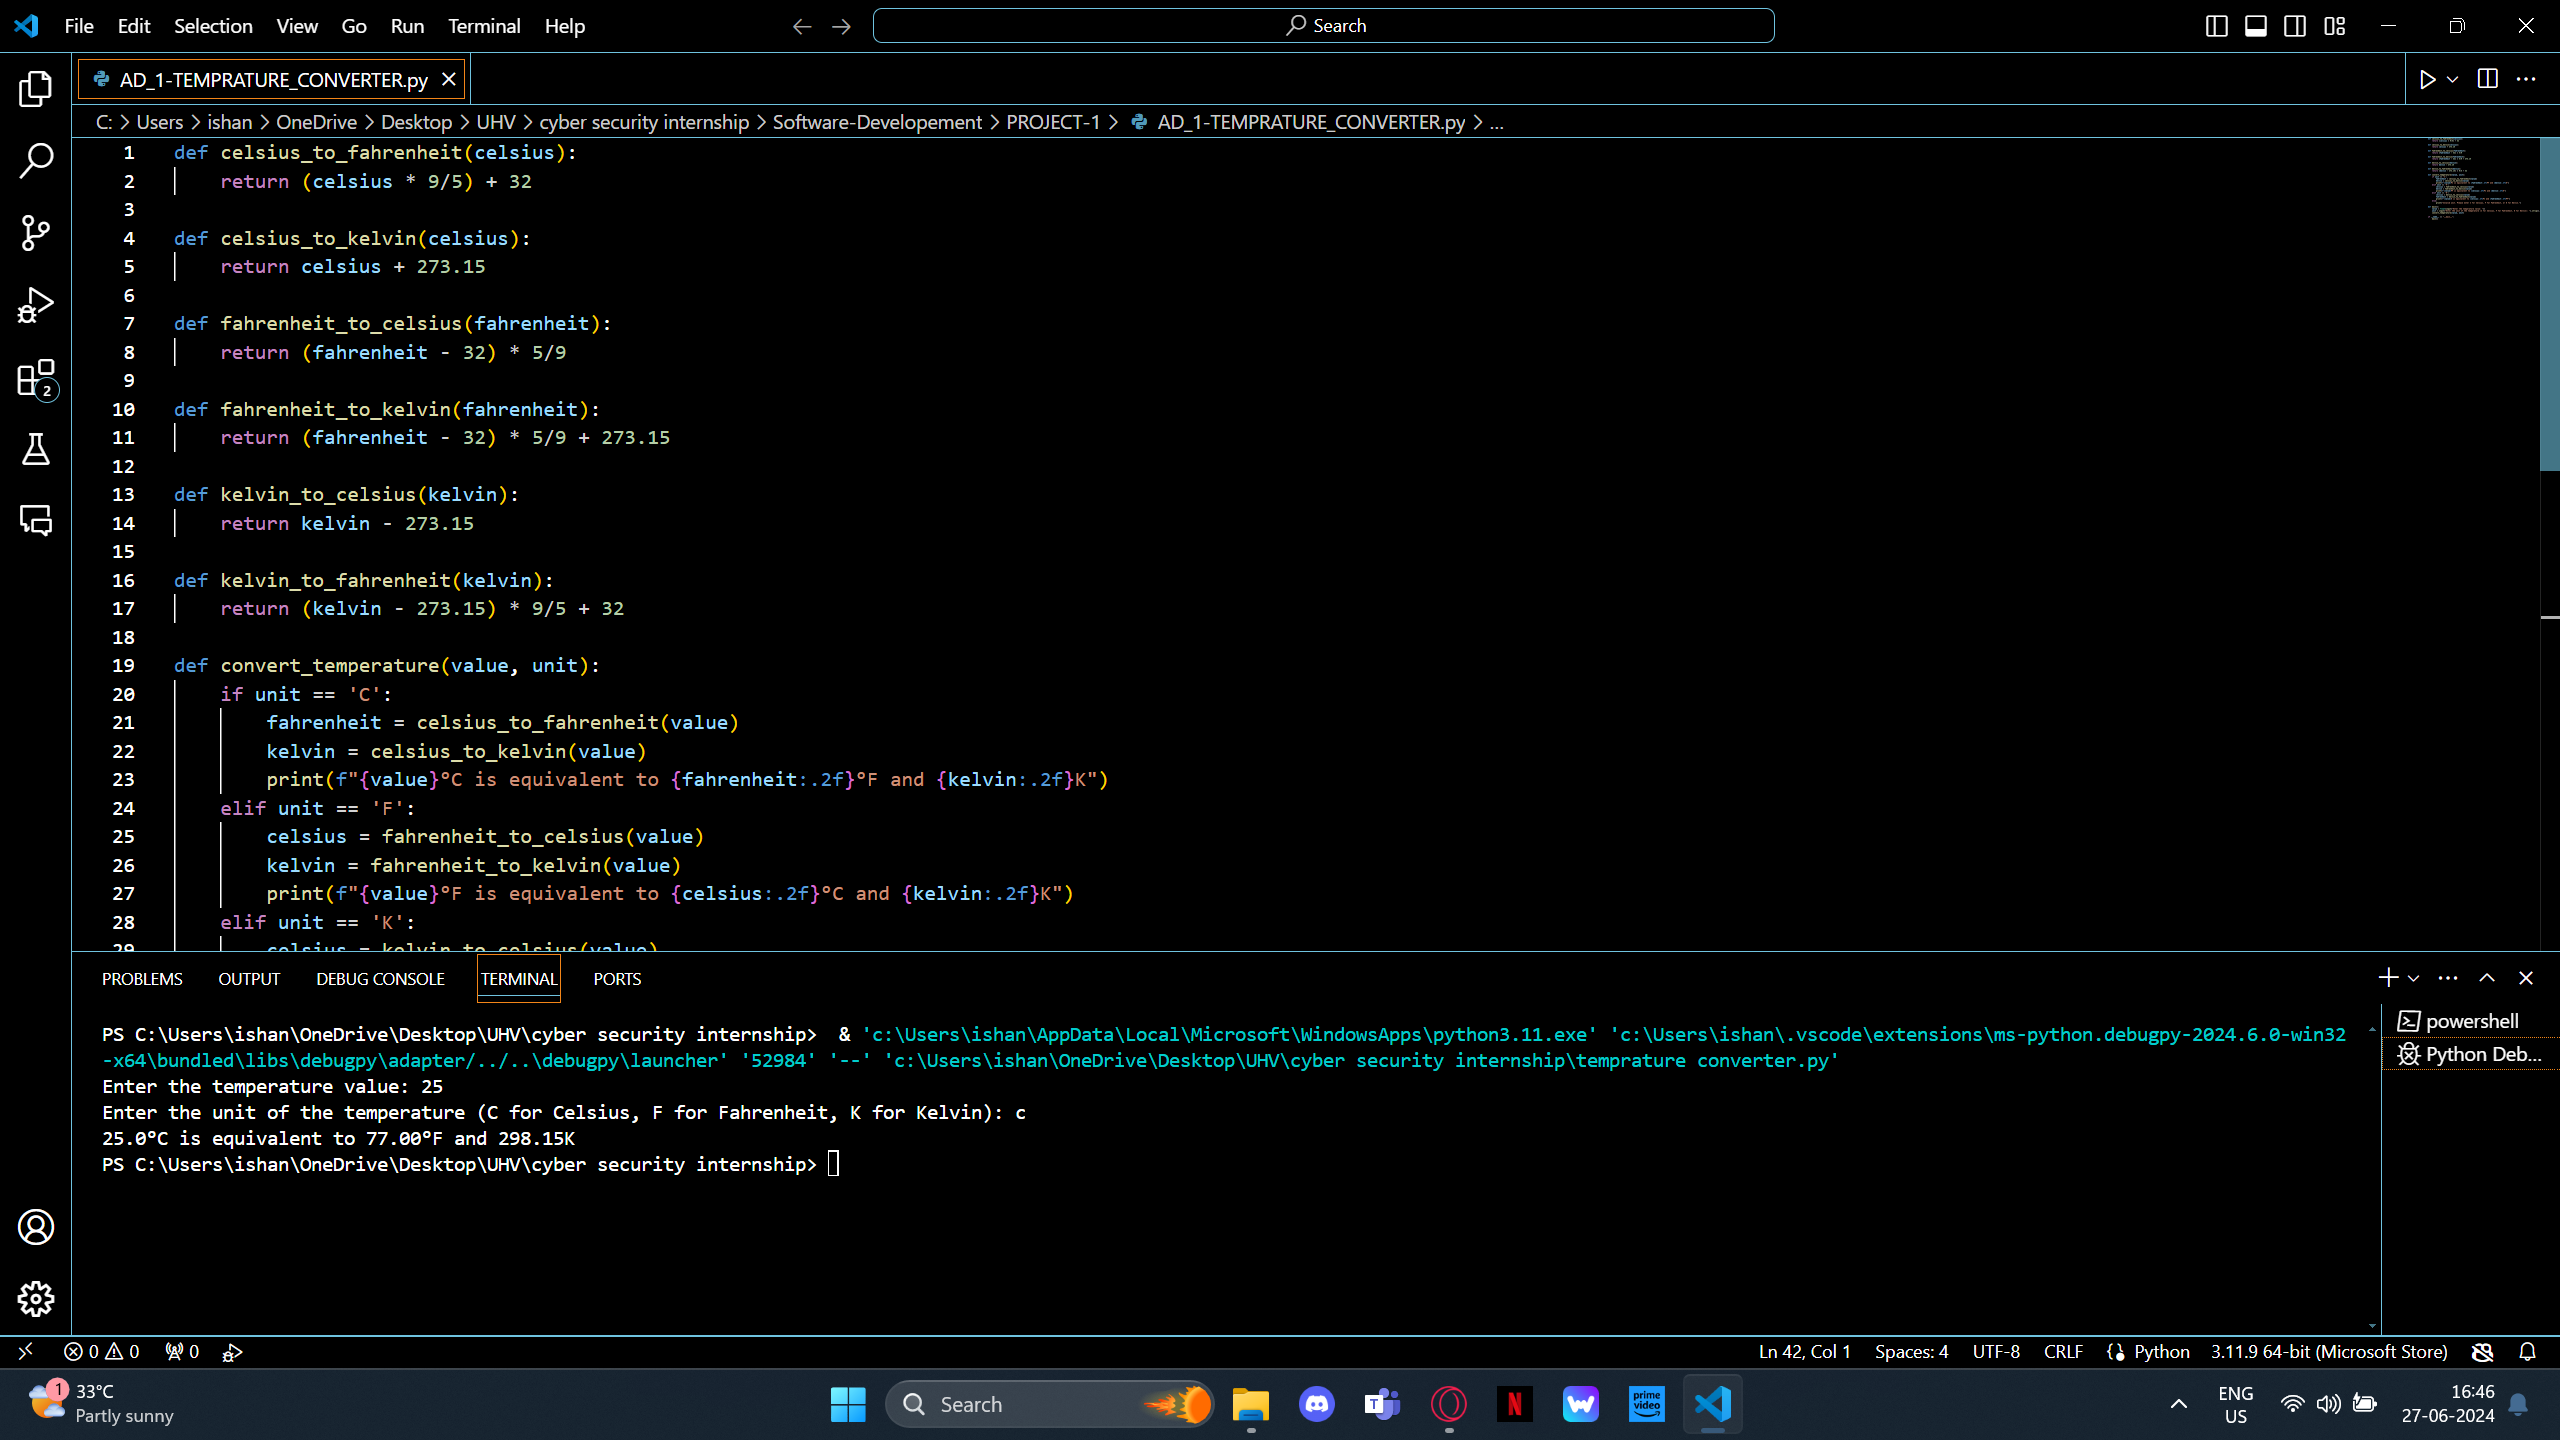 File Edit Selection View Go Run Terminal Help
Search
AD_1-TEMPRATURE_CONVERTER.py
C: > Users > ishan > OneDrive > Desktop > UHV > cyber security internship > Software-Developement > PROJECT-1 > AD_1-TEMPRATURE_CONVERTER.py > ...
1 def celsius_to_fahrenheit(celsius):
2 return (celsius * 9/5) + 32
3
4 def celsius_to_kelvin(celsius):
5 return celsius + 273.15
6
7 def fahrenheit_to_celsius(fahrenheit):
8 return (fahrenheit - 32) * 5/9
9
10 def fahrenheit_to_kelvin(fahrenheit):
11 return (fahrenheit - 32) * 5/9 + 273.15
12
13 def kelvin_to_celsius(kelvin):
14 return kelvin - 273.15
15
16 def kelvin_to_fahrenheit(kelvin):
17 return (kelvin - 273.15) * 9/5 + 32
18
19 def convert_temperature(value, unit):
20 if unit == 'C':
21 fahrenheit = celsius_to_fahrenheit(value)
22 kelvin = celsius_to_kelvin(value)
23 print(f"{value}°C is equivalent to {fahrenheit:.2f}°F and {kelvin:.2f}K")
24 elif unit == 'F':
25 celsius = fahrenheit_to_celsius(value)
26 kelvin = fahrenheit_to_kelvin(value)
27 print(f"{value}°F is equivalent to {celsius:.2f}°C and {kelvin:.2f}K")
28 elif unit == 'K':
29 celsius = kelvin_to_celsius(value)
2
PROBLEMS OUTPUT DEBUG CONSOLE TERMINAL PORTS
PS C:\Users\ishan\OneDrive\Desktop\UHV\cyber security internship> & 'c:\Users\ishan\AppData\Local\Microsoft\WindowsApps\python3.11.exe' 'c:\Users\ishan\.vscode\extensions\ms-python.debugpy-2024.6.0-win32
-x64\bundled\libs\debugpy\adapter/../..\debugpy\launcher' '52984' '--' 'c:\Users\ishan\OneDrive\Desktop\UHV\cyber security internship\temprature converter.py'
Enter the temperature value: 25
Enter the unit of the temperature (C for Celsius, F for Fahrenheit, K for Kelvin): c
25.0°C is equivalent to 77.00°F and 298.15K
PS C:\Users\ishan\OneDrive\Desktop\UHV\cyber security internship>
powershell
Python Deb...
0 0 0
Ln 42, Col 1 Spaces: 4 UTF-8 CRLF Python 3.11.9 64-bit (Microsoft Store)
1
33°C
Partly sunny
Search
T
N
prime video
ENG
US
16:46
27-06-2024